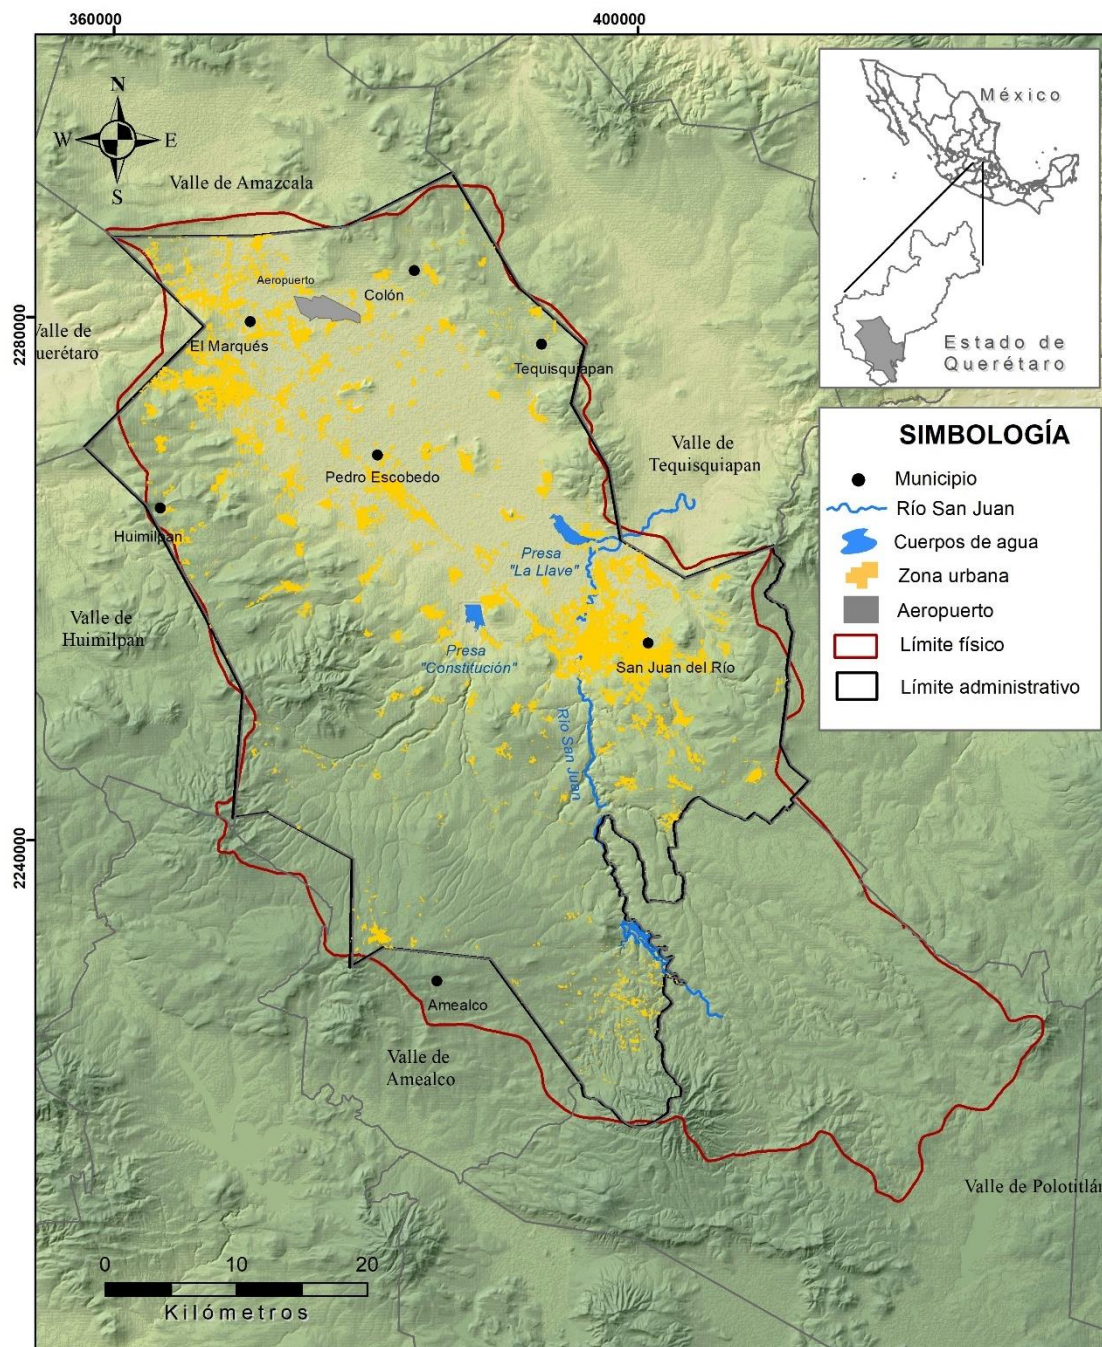 360000
400000
N
W
E
S
México
Valle de Amazcala
Aeropuerto
Colón
2280000
Valle de
Querétaro
El Marqués
Tequisquiapan
Estado de
Querétaro
SIMBOLOGÍA
Municipio
Río San Juan
Cuerpos de agua
Zona urbana
Aeropuerto
Límite físico
Límite administrativo
Valle de
Tequisquiapan
Pedro Escobedo
Huimilpan
Presa
"La Llave"
Valle de
Huimilpan
Presa
"Constitución"
San Juan del Río
Río San Juan
2240000
Amealco
Valle de
Amealco
Valle de Polotitlán
0
10
20
Kilómetros